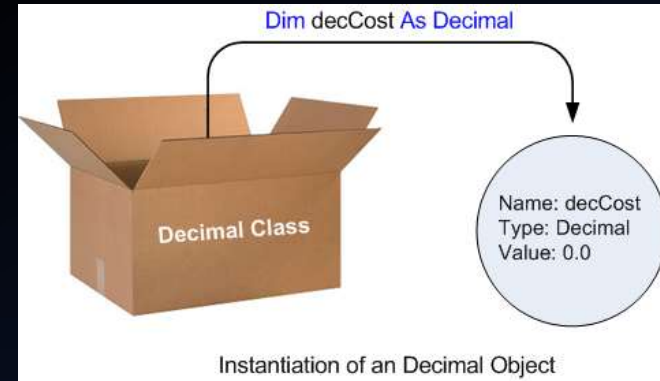 Dim decCost As Decimal
Decimal Class
Name: decCost
Type: Decimal
Value: 0.0
Instantiation of an Decimal Object